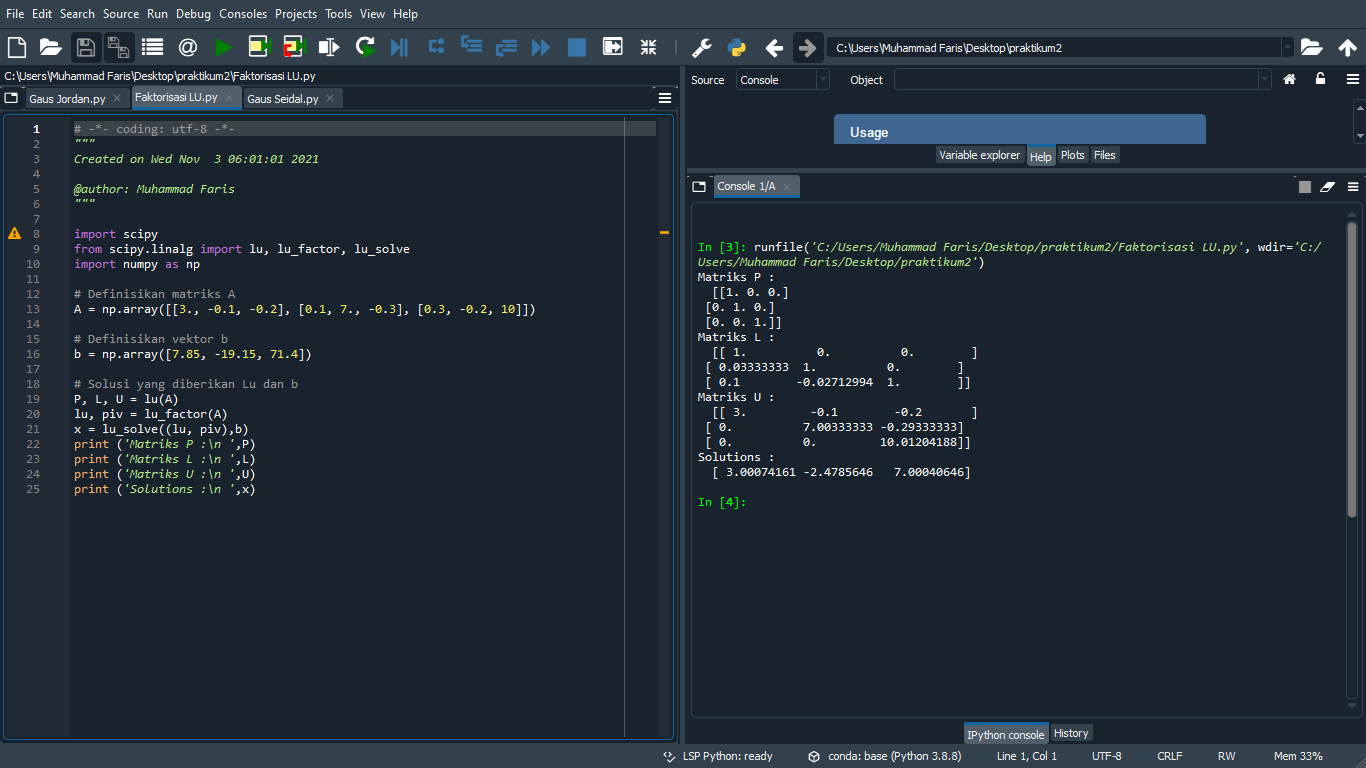 File Edit Search Source Run Debug Consoles Projects Tools View Help
C:\Users\Muhammad Faris\Desktop\praktikum2
C:\Users\Muhammad Faris\Desktop\praktikum2\Faktorisasi LU.py
Gaus Jordan.py Faktorisasi LU.py Gaus Seidal.py
1 # -*- coding: utf-8 -*-
2 """
3 Created on Wed Nov  3 06:01:01 2021
4
5 @author: Muhammad Faris
6 """
7
8 import scipy
9 from scipy.linalg import lu, lu_factor, lu_solve
10 import numpy as np
11
12 # Definisikan matriks A
13 A = np.array([[3., -0.1, -0.2], [0.1, 7., -0.3], [0.3, -0.2, 10]])
14
15 # Definisikan vektor b
16 b = np.array([7.85, -19.15, 71.4])
17
18 # Solusi yang diberikan Lu dan b
19 P, L, U = lu(A)
20 lu, piv = lu_factor(A)
21 x = lu_solve((lu, piv),b)
22 print ('Matriks P :\n ',P)
23 print ('Matriks L :\n ',L)
24 print ('Matriks U :\n ',U)
25 print ('Solutions :\n ',x)
Source Console Object
Usage
Variable explorer Help Plots Files
Console 1/A
In [3]: runfile('C:/Users/Muhammad Faris/Desktop/praktikum2/Faktorisasi LU.py', wdir='C:/
Users/Muhammad Faris/Desktop/praktikum2')
Matriks P :
  [[1. 0. 0.]
 [0. 1. 0.]
 [0. 0. 1.]]
Matriks L :
  [[ 1.          0.          0.        ]
 [ 0.03333333  1.          0.        ]
 [ 0.1        -0.02712994  1.        ]]
Matriks U :
  [[ 3.         -0.1        -0.2       ]
 [ 0.          7.00333333 -0.29333333]
 [ 0.          0.         10.01204188]]
Solutions :
  [ 3.00074161 -2.4785646   7.00040646]
In [4]:
IPython console History
LSP Python: ready conda: base (Python 3.8.8) Line 1, Col 1 UTF-8 CRLF RW Mem 33%